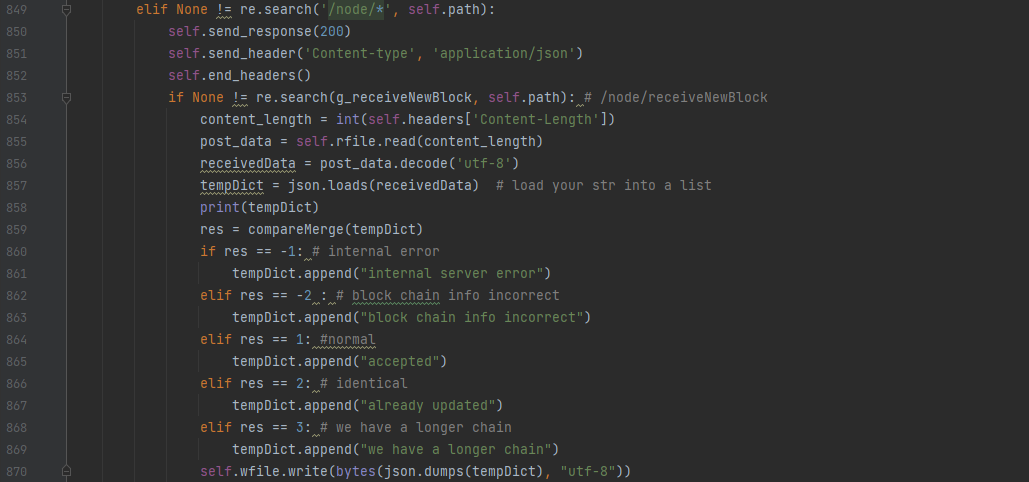 849 elif None != re.search('/node/*', self.path):
850 self.send_response(200)
851 self.send_header('Content-type', 'application/json')
852 self.end_headers()
853 if None != re.search(g_receiveNewBlock, self.path): # /node/receiveNewBlock
854 content_length = int(self.headers['Content-Length'])
855 post_data = self.rfile.read(content_length)
856 receivedData = post_data.decode('utf-8')
857 tempDict = json.loads(receivedData)  # load your str into a list
858 print(tempDict)
859 res = compareMerge(tempDict)
860 if res == -1: # internal error
861 tempDict.append("internal server error")
862 elif res == -2 : # block chain info incorrect
863 tempDict.append("block chain info incorrect")
864 elif res == 1: #normal
865 tempDict.append("accepted")
866 elif res == 2: # identical
867 tempDict.append("already updated")
868 elif res == 3: # we have a longer chain
869 tempDict.append("we have a longer chain")
870 self.wfile.write(bytes(json.dumps(tempDict), "utf-8"))